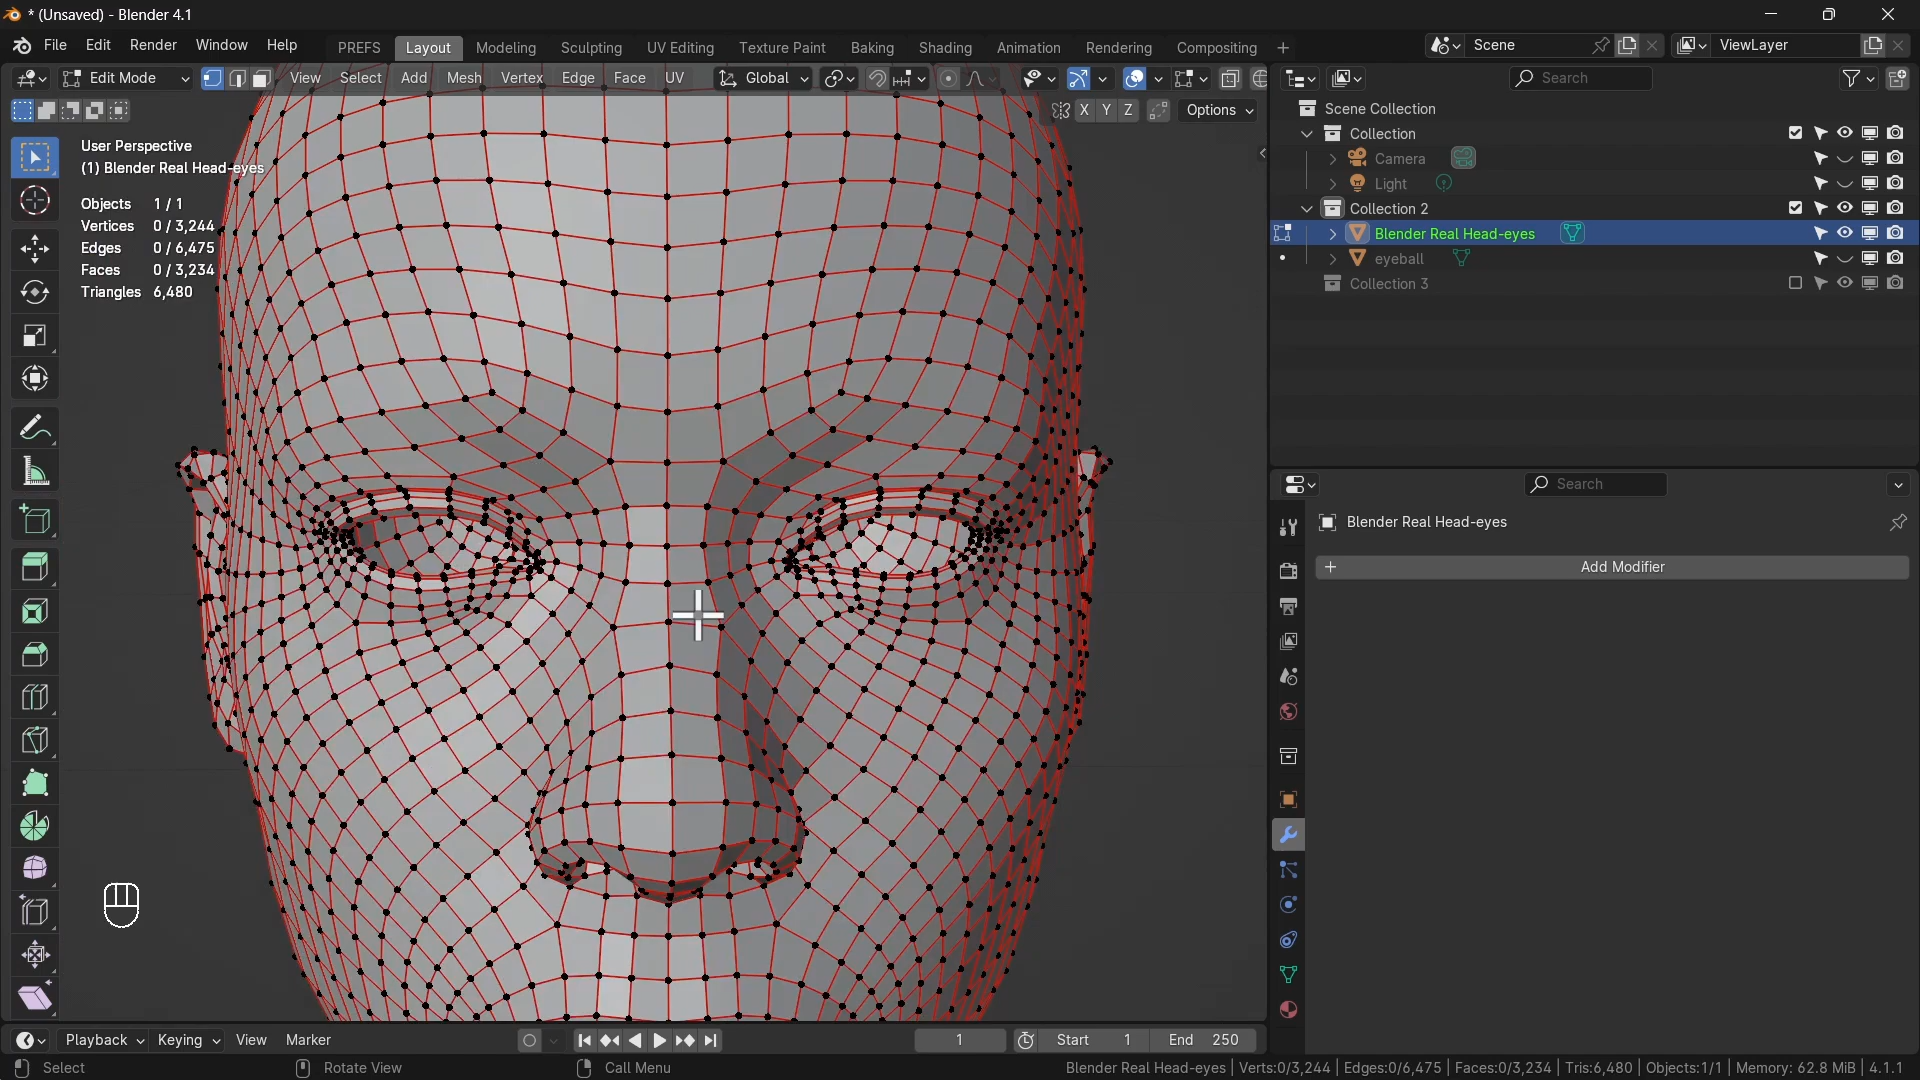 * (Unsaved) - Blender 4.1
File Edit Render Window Help PREFS Layout Modeling Sculpting UV Editing Texture Paint Baking Shading Animation Rendering Compositing Scene ViewLayer
Edit Mode View Select Add Mesh Vertex Edge Face UV Global Search
X Y Z Options
User Perspective
(1) Blender Real Head-eyes
Objects 1 / 1
Vertices 0 / 3,244
Edges 0 / 6,475
Faces 0 / 3,234
Triangles 6,480
Scene Collection
Collection
Camera
Light
Collection 2
Blender Real Head-eyes
eyeball
Collection 3
Search
Blender Real Head-eyes
Add Modifier
Playback Keying View Marker 1 Start 1 End 250
Select Rotate View Call Menu Blender Real Head-eyes | Verts:0/3,244 | Edges:0/6,475 | Faces:0/3,234 | Tris:6,480 | Objects:1/1 | Memory: 62.8 MiB | 4.1.1